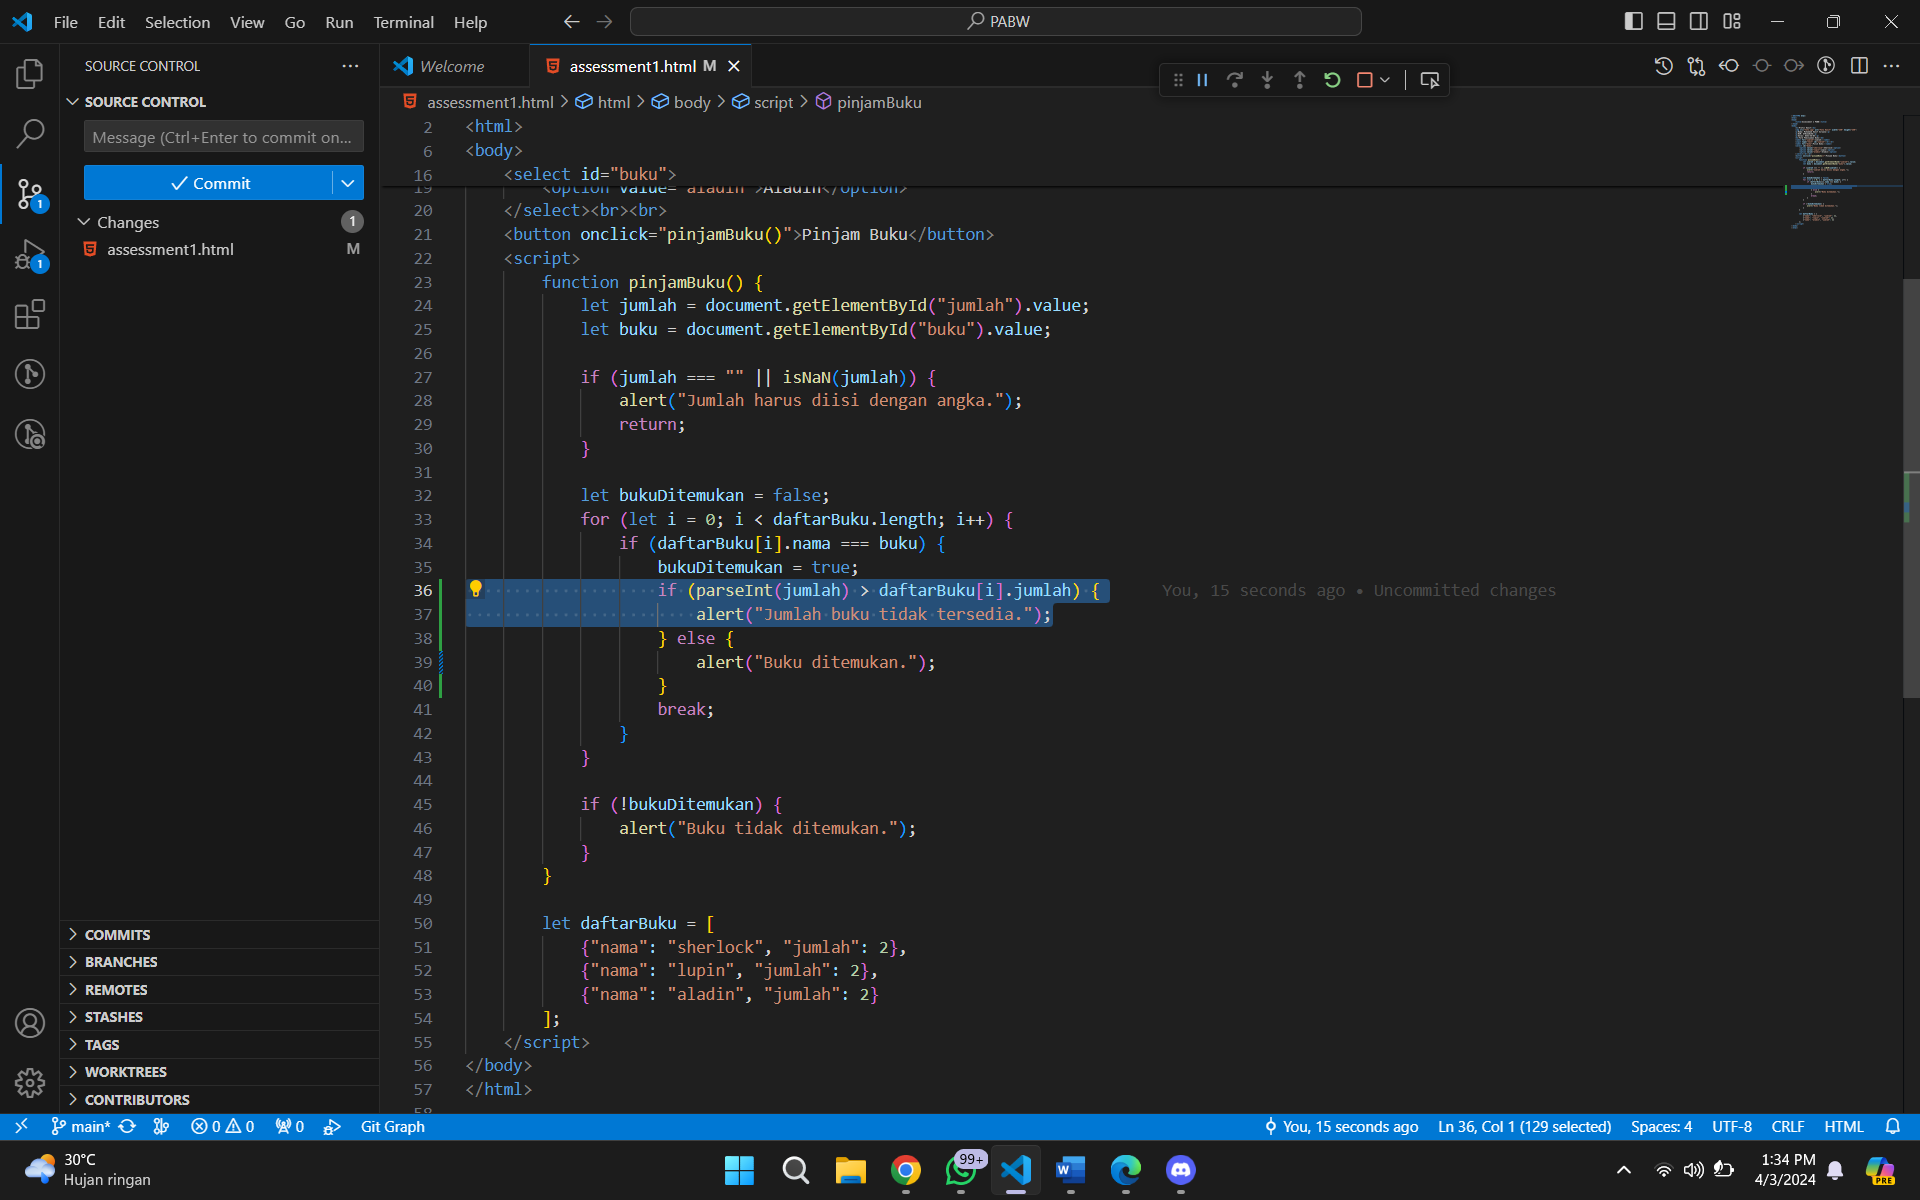 File Edit Selection View Go Run Terminal Help
PABW
SOURCE CONTROL
SOURCE CONTROL
Message (Ctrl+Enter to commit on...
Commit
Changes 1
assessment1.html M
1
1
COMMITS
BRANCHES
REMOTES
STASHES
TAGS
WORKTREES
CONTRIBUTORS
Welcome
assessment1.html M
assessment1.html > html > body > script > pinjamBuku
2 <html>
6 <body>
16 <select id="buku">
19 <option value="aladin">Aladin</option>
20 </select><br><br>
21 <button onclick="pinjamBuku()">Pinjam Buku</button>
22 <script>
23 function pinjamBuku() {
24 let jumlah = document.getElementById("jumlah").value;
25 let buku = document.getElementById("buku").value;
26
27 if (jumlah === "" || isNaN(jumlah)) {
28 alert("Jumlah harus diisi dengan angka.");
29 return;
30 }
31
32 let bukuDitemukan = false;
33 for (let i = 0; i < daftarBuku.length; i++) {
34 if (daftarBuku[i].nama === buku) {
35 bukuDitemukan = true;
36 if (parseInt(jumlah) > daftarBuku[i].jumlah) { You, 15 seconds ago • Uncommitted changes
37 alert("Jumlah buku tidak tersedia.");
38 } else {
39 alert("Buku ditemukan.");
40 }
41 break;
42 }
43 }
44
45 if (!bukuDitemukan) {
46 alert("Buku tidak ditemukan.");
47 }
48 }
49
50 let daftarBuku = [
51 {"nama": "sherlock", "jumlah": 2},
52 {"nama": "lupin", "jumlah": 2},
53 {"nama": "aladin", "jumlah": 2}
54 ];
55 </script>
56 </body>
57 </html>
58
main* 0 0 0 Git Graph You, 15 seconds ago Ln 36, Col 1 (129 selected) Spaces: 4 UTF-8 CRLF HTML
30°C
Hujan ringan
99+
1:34 PM
4/3/2024
PRE